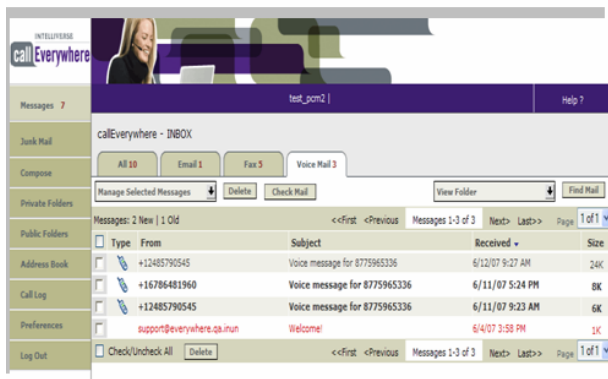 INTELLIVERSE
call Everywhere
test_pcm2 | Help ?
Messages 7
Junk Mail
Compose
Private Folders
Public Folders
Address Book
Call Log
Preferences
Log Out
callEverywhere - INBOX
All 10 Email 1 Fax 5 Voice Mail 3
Manage Selected Messages Delete Check Mail View Folder Find Mail
Messages: 2 New | 1 Old <<First <Previous Messages 1-3 of 3 Next> Last>> Page 1 of 1
Type From Subject Received Size
+12485790545 Voice message for 8775965336 6/12/07 9:27 AM 24K
+16786481960 Voice message for 8775965336 6/11/07 5:24 PM 8K
+12485790545 Voice message for 8775965336 6/11/07 9:23 AM 6K
support@everywhere.qa.inun Welcome! 6/4/07 3:58 PM 1K
Check/Uncheck All Delete <<First <Previous Messages 1-3 of 3 Next> Last>> Page 1 of 1